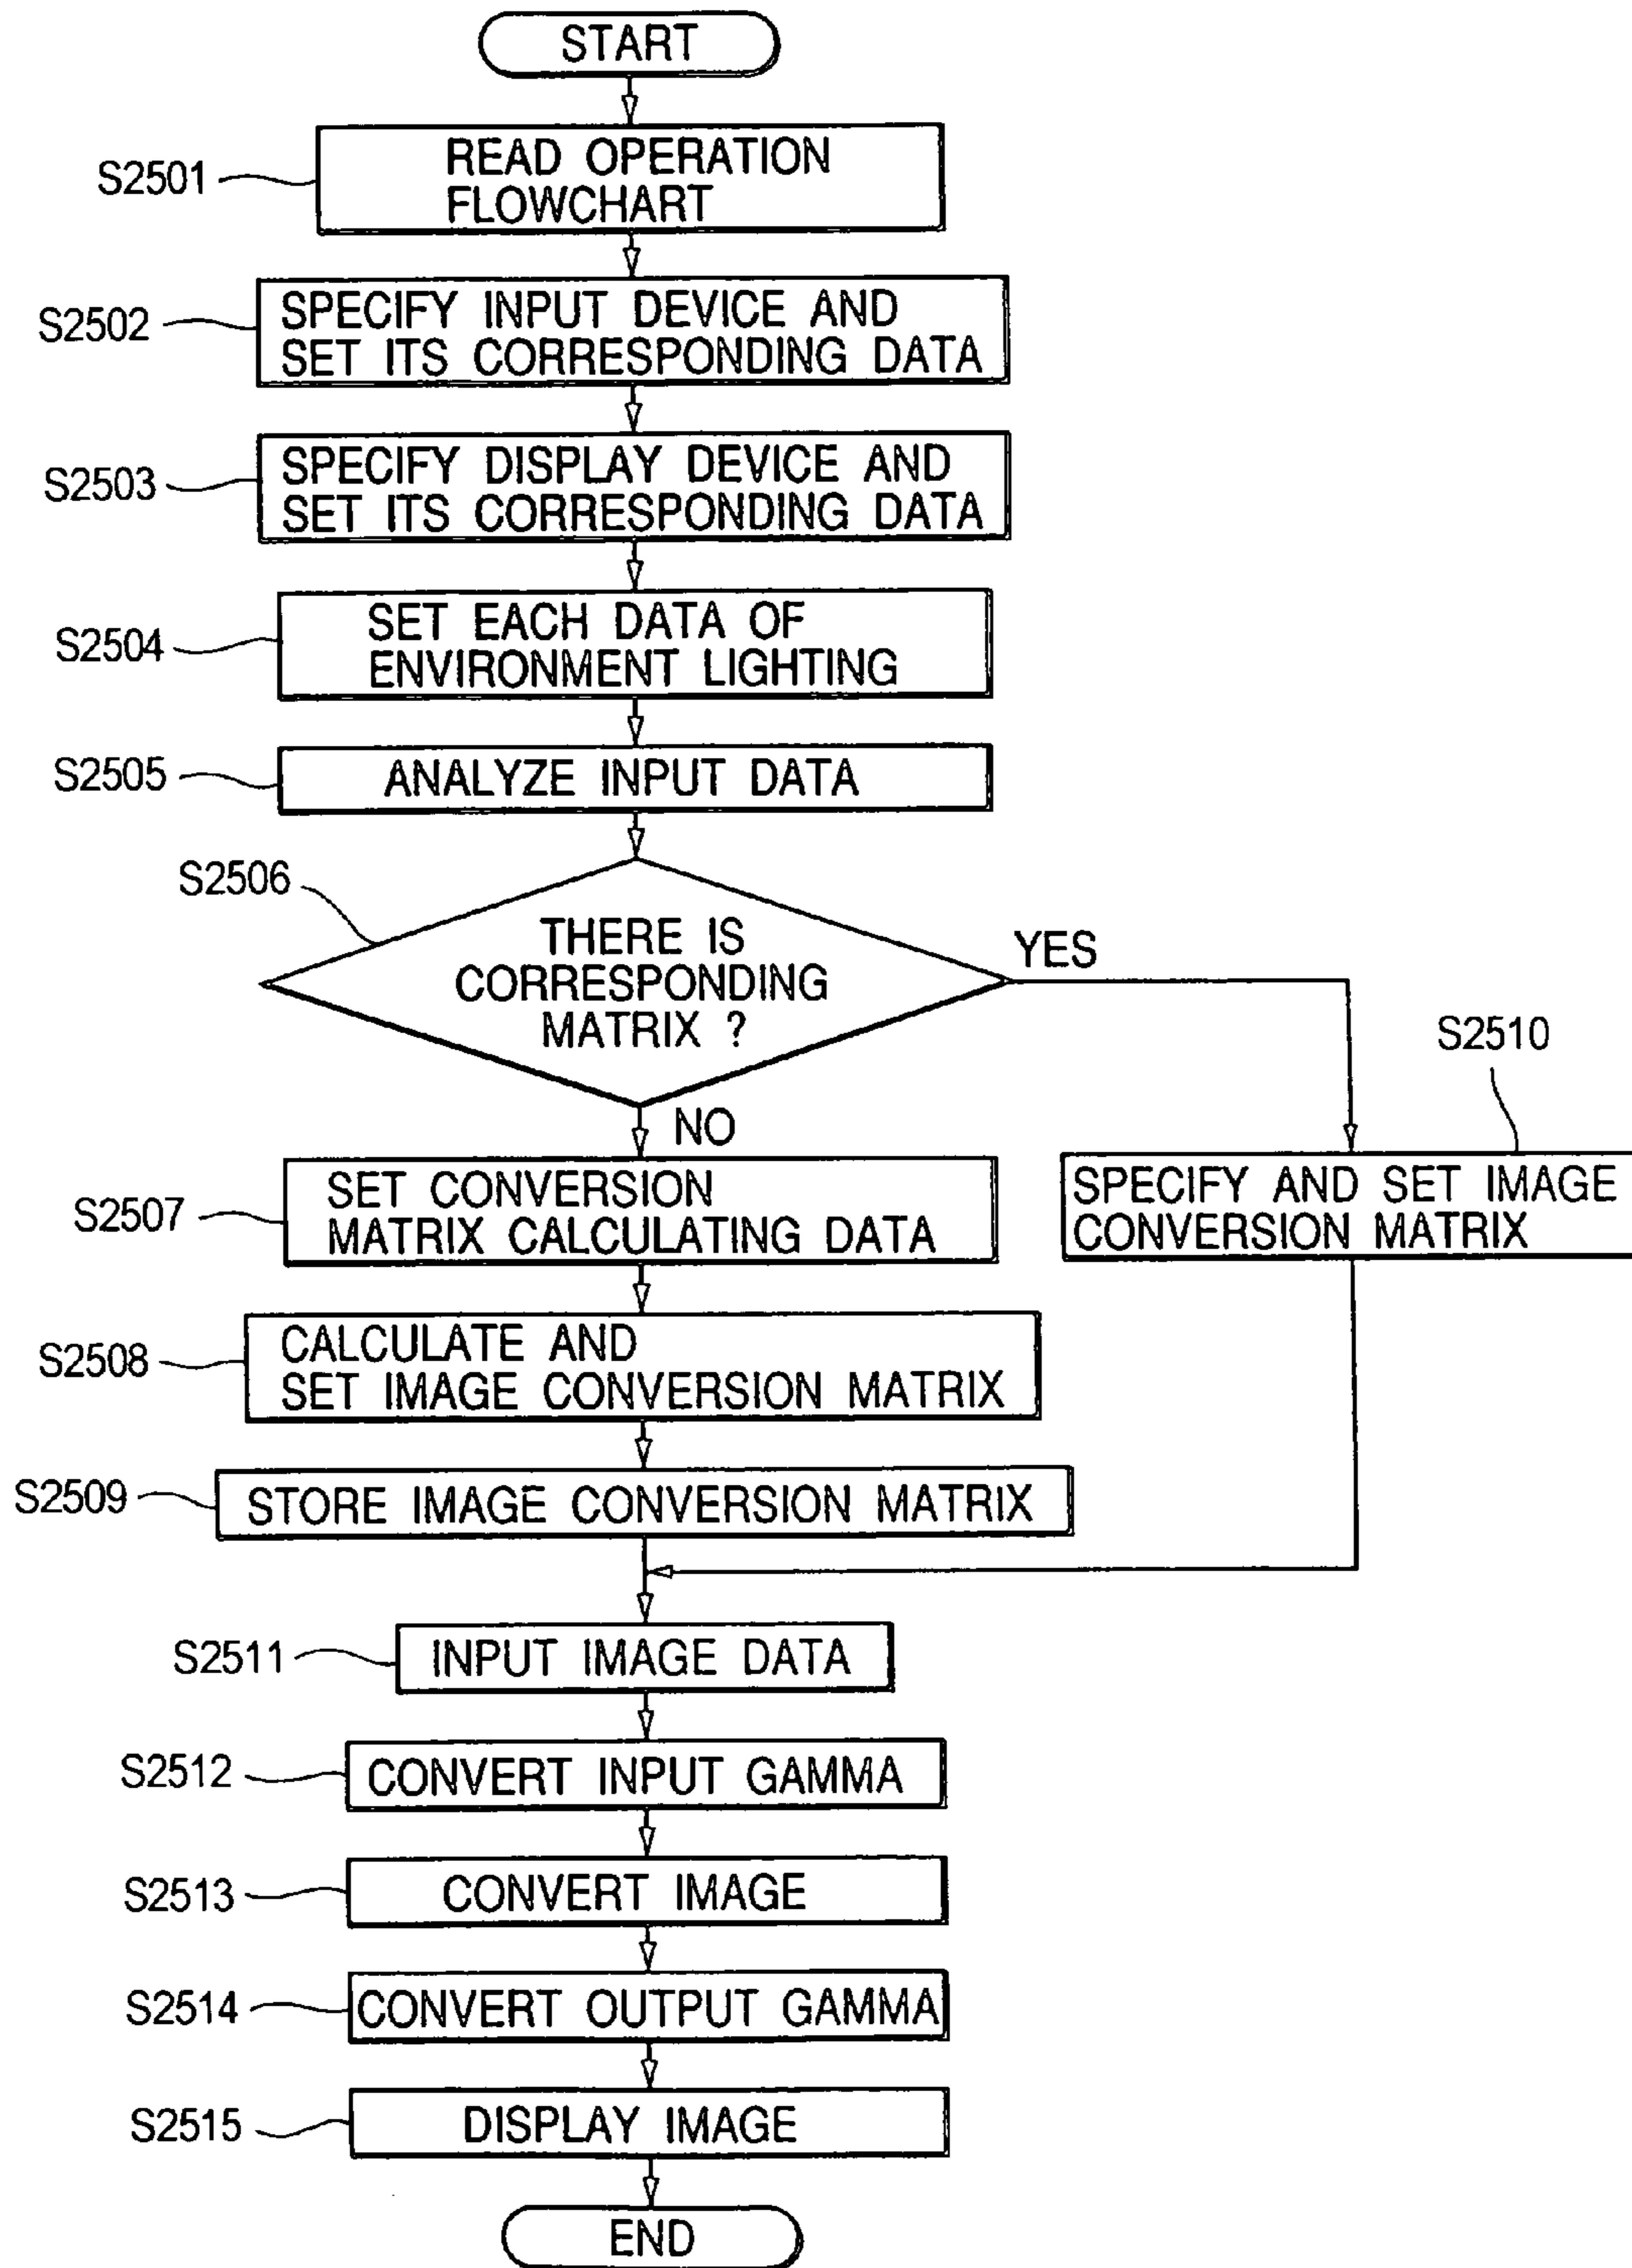 START
S2501
READ OPERATION
FLOWCHART
S2502
SPECIFY INPUT DEVICE AND
SET ITS CORRESPONDING DATA
S2503
SPECIFY DISPLAY DEVICE AND
SET ITS CORRESPONDING DATA
S2504
SET EACH DATA OF
ENVIRONMENT LIGHTING
S2505
ANALYZE INPUT DATA
S2506
THERE IS
CORRESPONDING
MATRIX ?
YES
NO
S2510
SPECIFY AND SET IMAGE
CONVERSION MATRIX
S2507
SET CONVERSION
MATRIX CALCULATING DATA
S2508
CALCULATE AND
SET IMAGE CONVERSION MATRIX
S2509
STORE IMAGE CONVERSION MATRIX
S2511
INPUT IMAGE DATA
S2512
CONVERT INPUT GAMMA
S2513
CONVERT IMAGE
S2514
CONVERT OUTPUT GAMMA
S2515
DISPLAY IMAGE
END